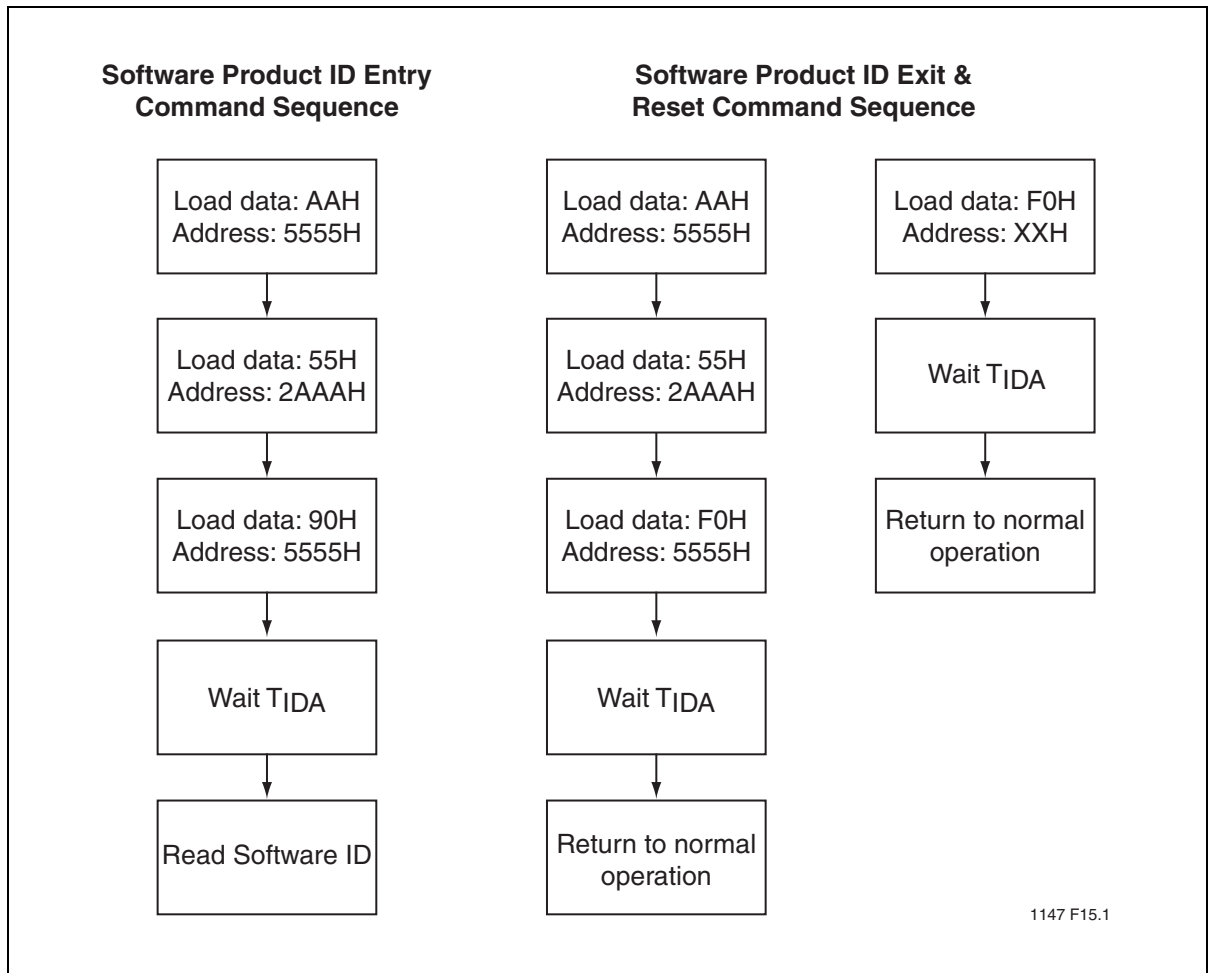 Software Product ID Entry
Command Sequence
Load data: AAH
Address: 5555H
Load data: 55H
Address: 2AAAH
Load data: 90H
Address: 5555H
Wait TIDA
Read Software ID
Software Product ID Exit &
Reset Command Sequence
Load data: AAH
Address: 5555H
Load data: 55H
Address: 2AAAH
Load data: F0H
Address: 5555H
Wait TIDA
Return to normal
operation
Load data: F0H
Address: XXH
Wait TIDA
Return to normal
operation
1147 F15.1